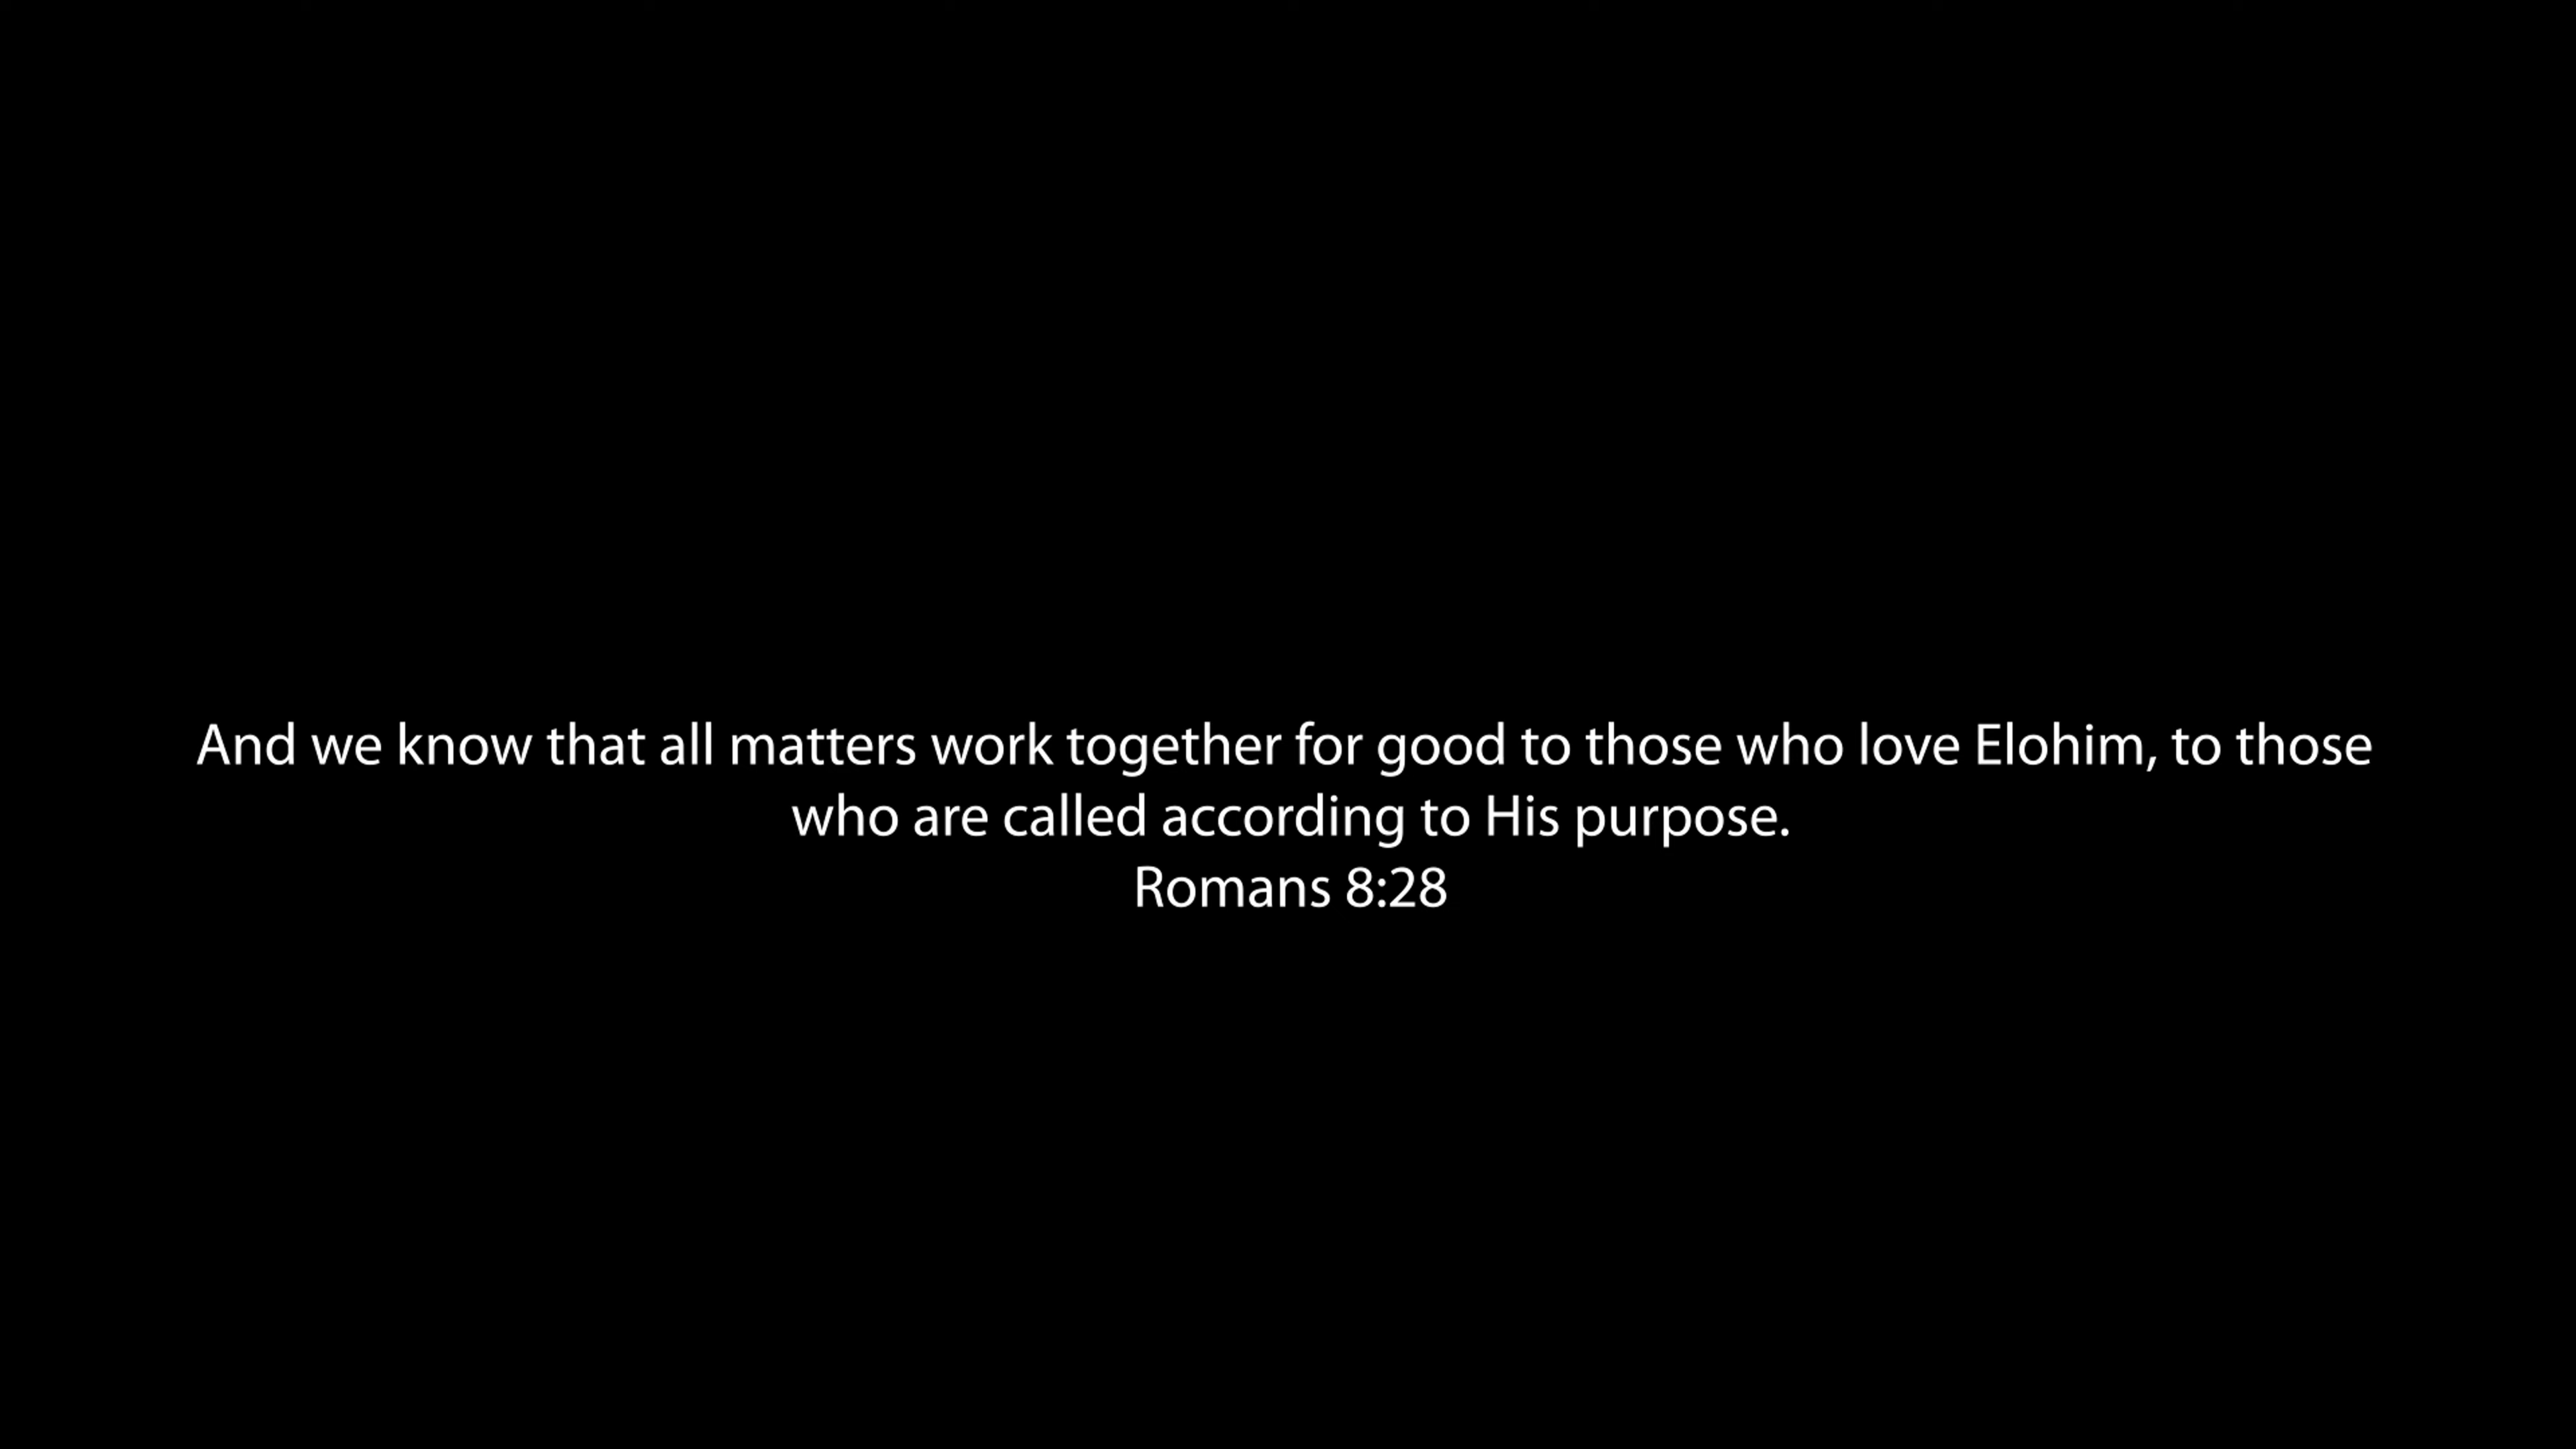 And we know that all matters work together for good to those who love Elohim, to those
who are called according to His purpose.
Romans 8:28